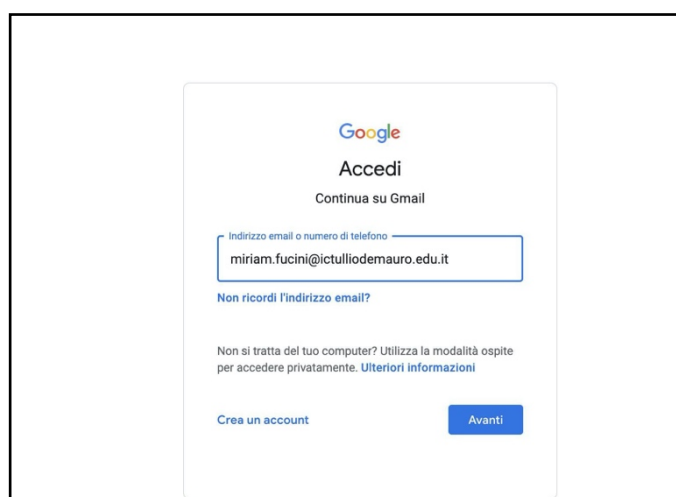 Google
Accedi
Continua su Gmail
Indirizzo email o numero di telefono
miriam.fucini@ictulliodemauro.edu.it
Non ricordi l'indirizzo email?
Non si tratta del tuo computer? Utilizza la modalità ospite
per accedere privatamente. Ulteriori informazioni
Crea un account
Avanti